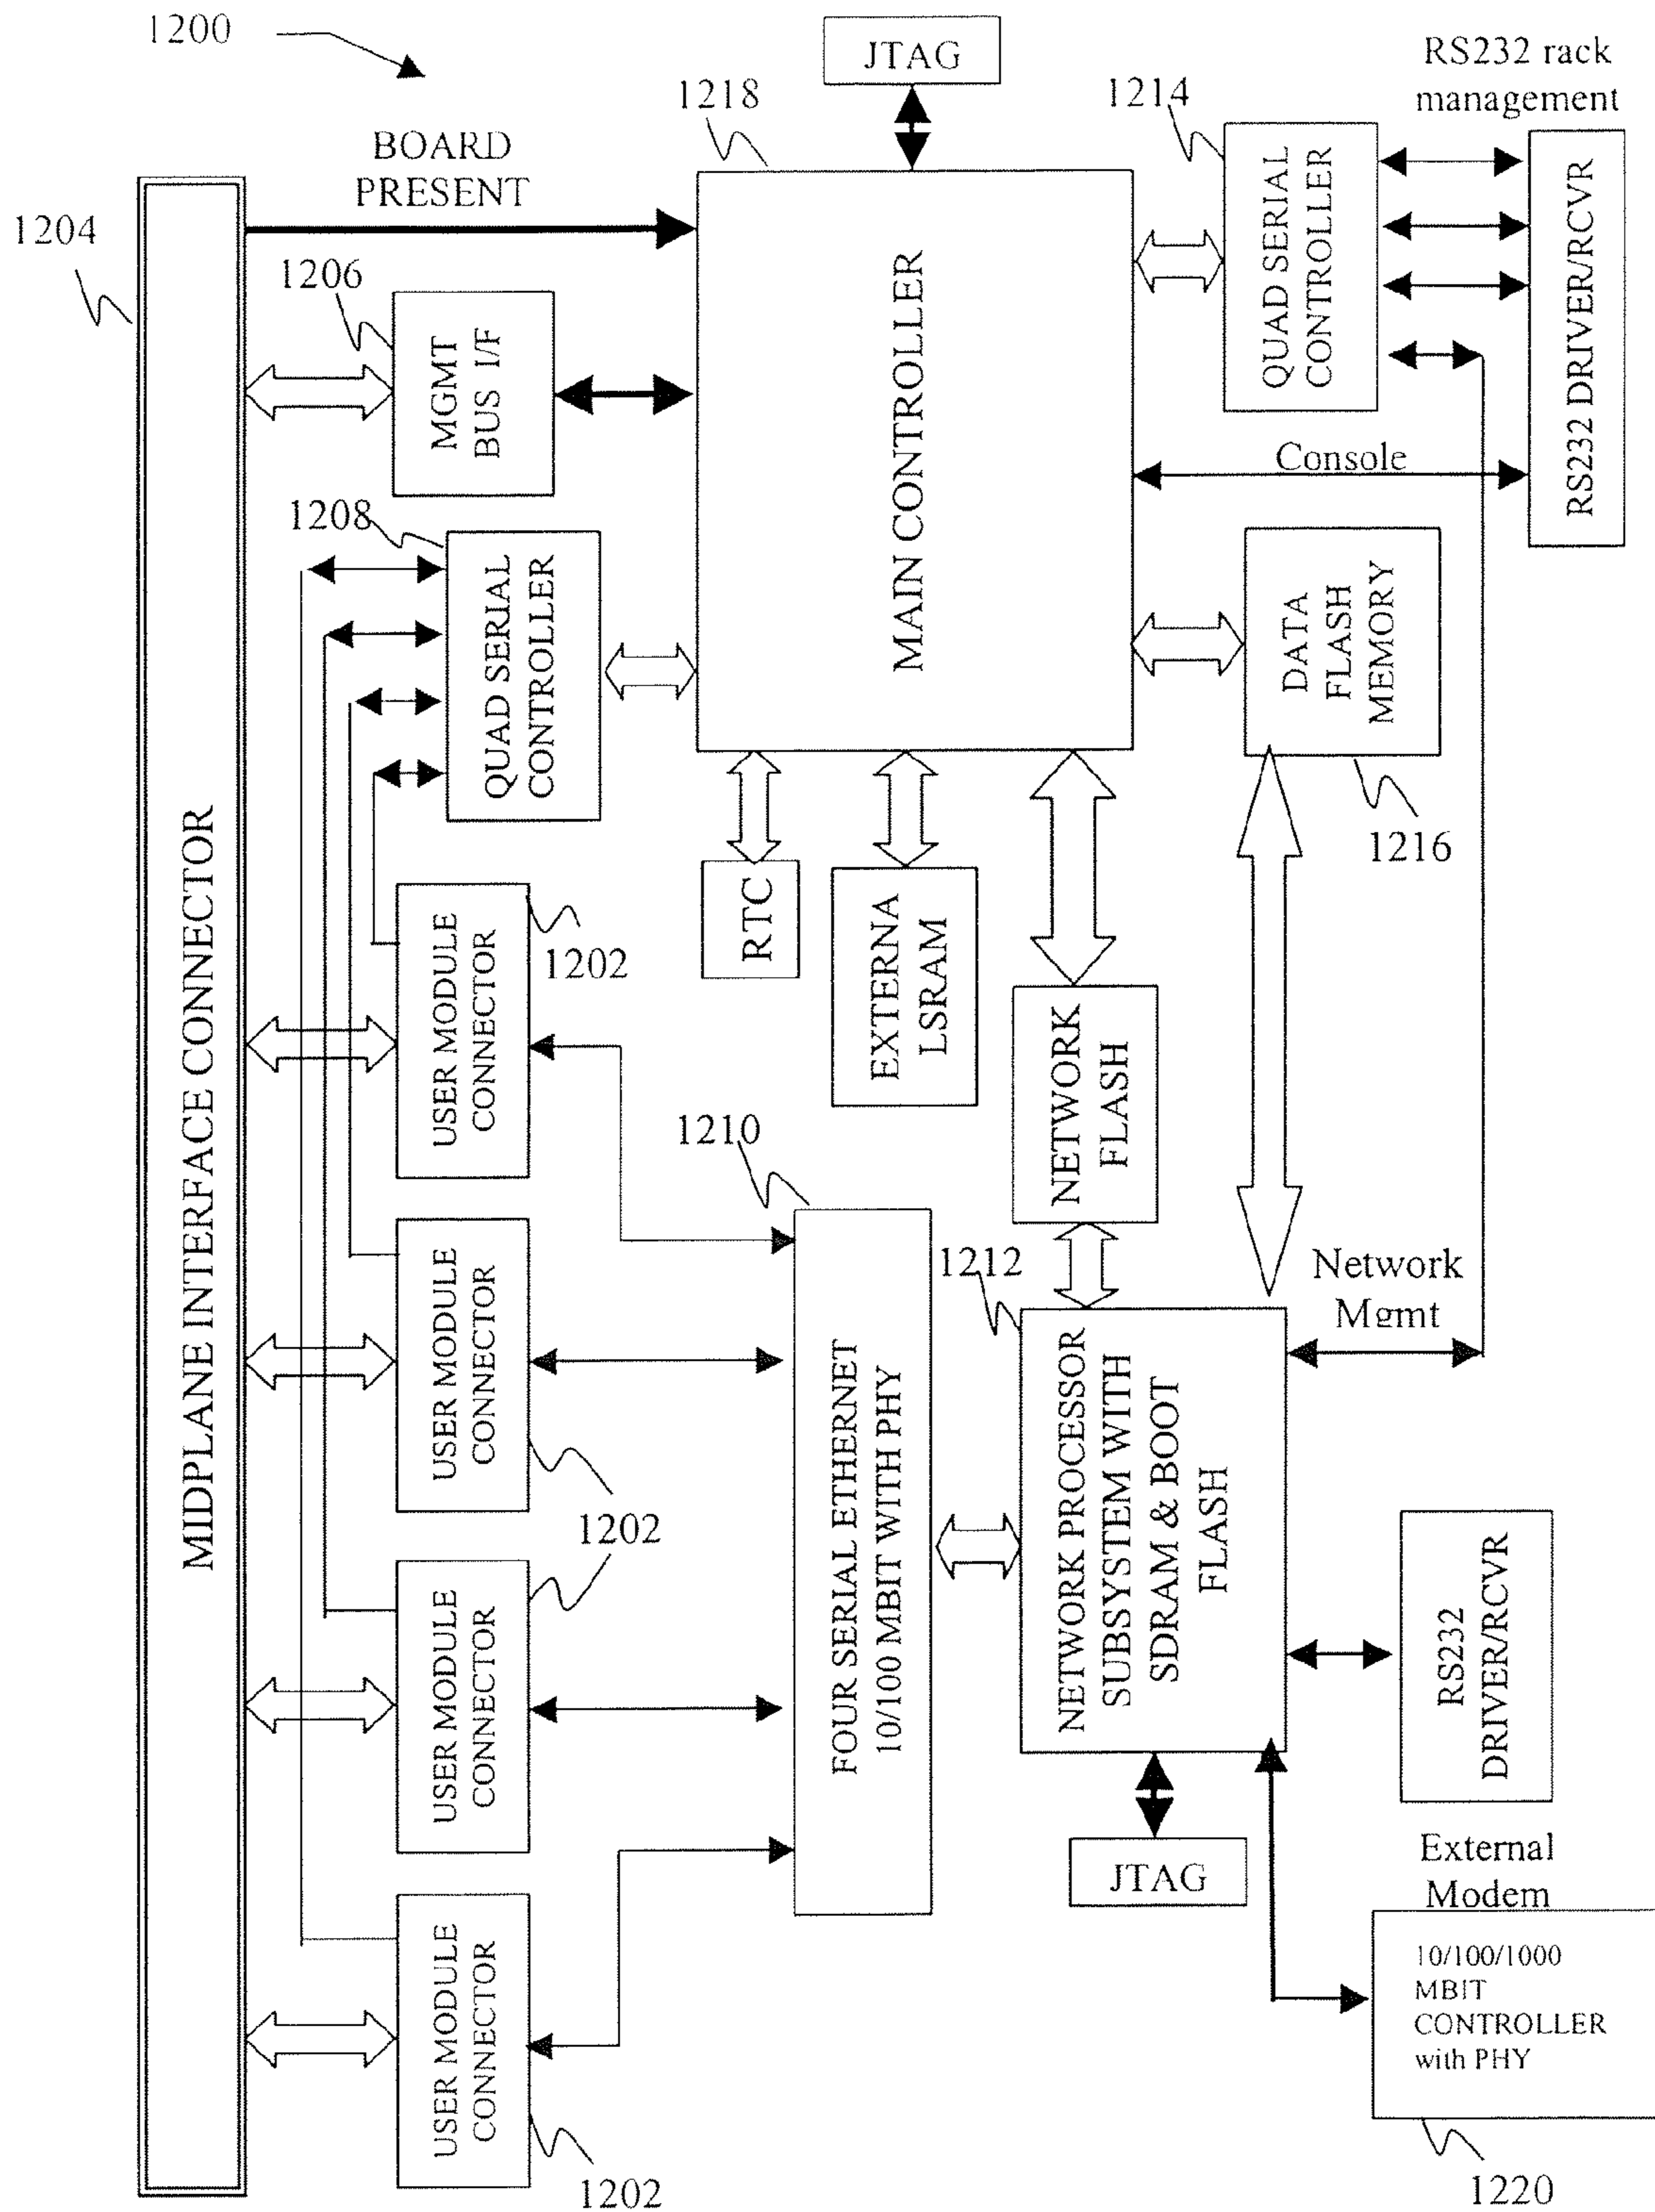 1200
JTAG
RS232 rack
management
1218
1214
BOARD
PRESENT
1204
1206
MGMT
BUS I/F
MAIN CONTROLLER
QUAD SERIAL
CONTROLLER
RS232 DRIVER/RCVR
Console
1208
QUAD SERIAL
CONTROLLER
DATA
FLASH
MEMORY
1216
MIDPLANE INTERFACE CONNECTOR
RTC
EXTERNA
LSRAM
NETWORK
FLASH
USER MODULE
CONNECTOR
1202
1210
USER MODULE
CONNECTOR
1202
FOUR SERIAL ETHERNET
10/100 MBIT WITH PHY
1212
Network
Mgmt
NETWORK PROCESSOR
SUBSYSTEM WITH
SDRAM & BOOT
FLASH
USER MODULE
CONNECTOR
RS232
DRIVER/RCVR
JTAG
External
Modem
USER MODULE
CONNECTOR
1202
10/100/1000
MBIT
CONTROLLER
with PHY
1220